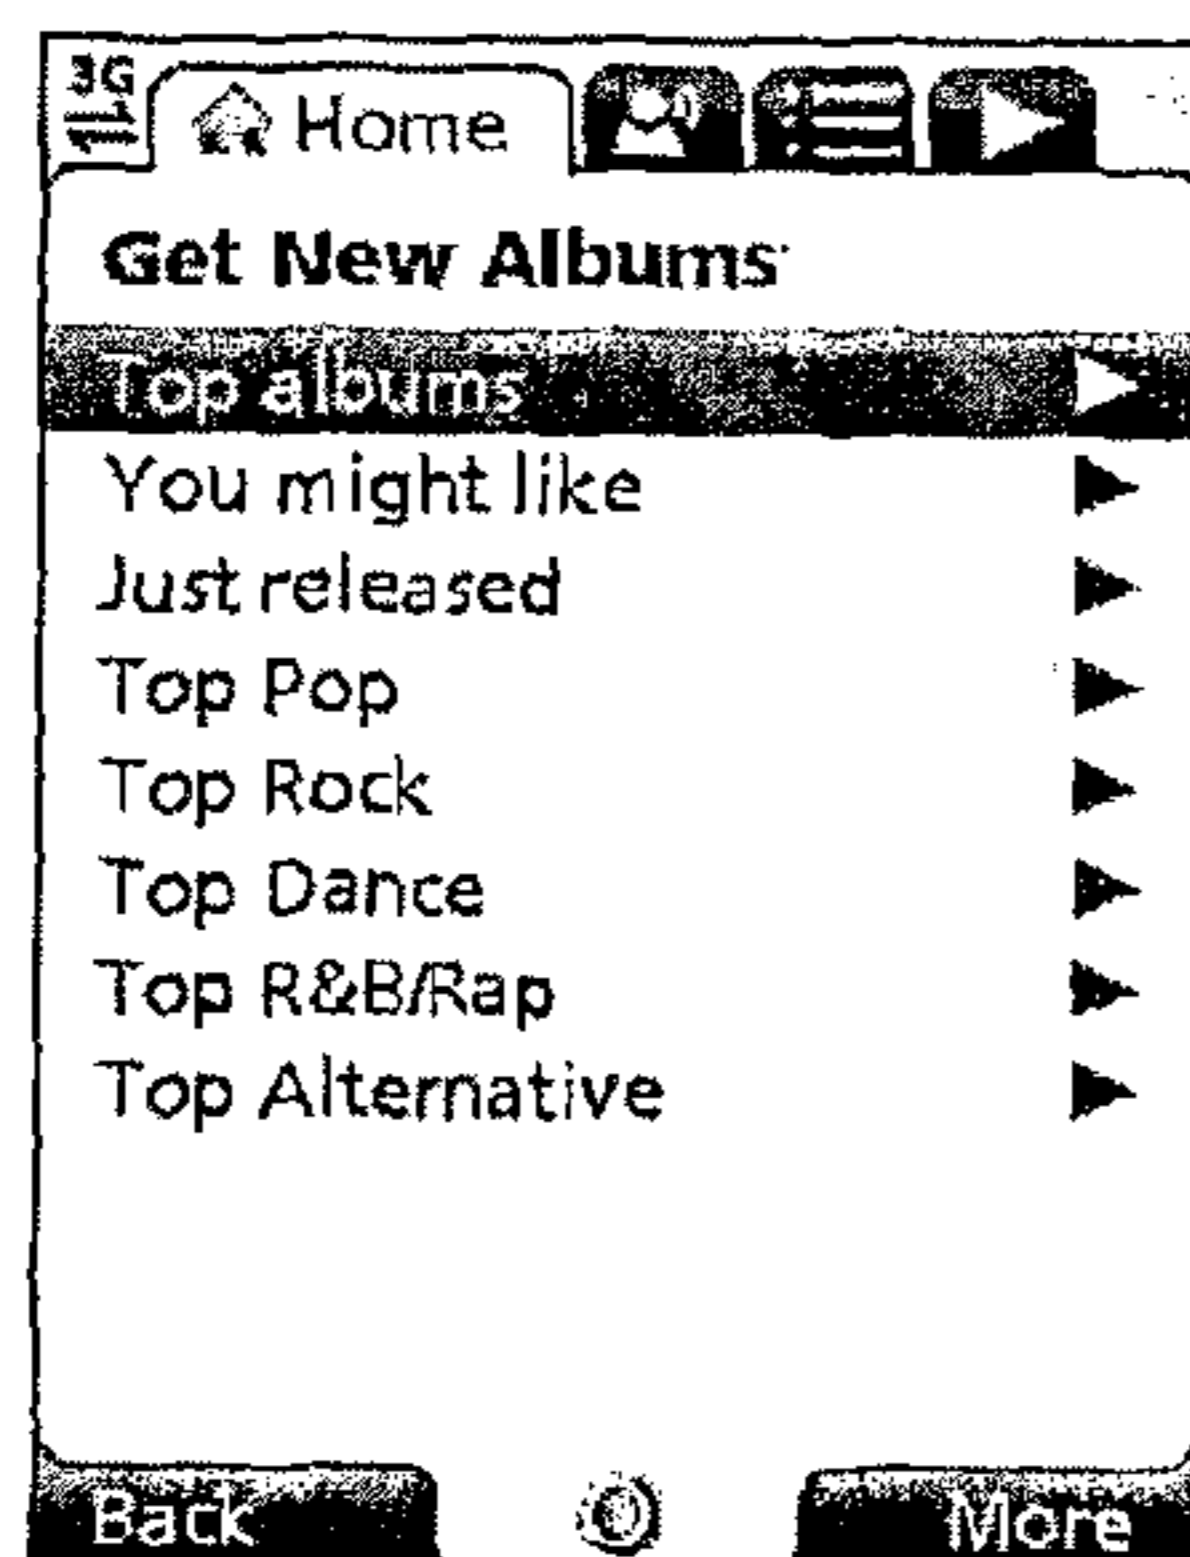 3G Home
Get New Albums
Top albums
You might like
Just released
Top Pop
Top Rock
Top Dance
Top R&B/Rap
Top Alternative
Back More